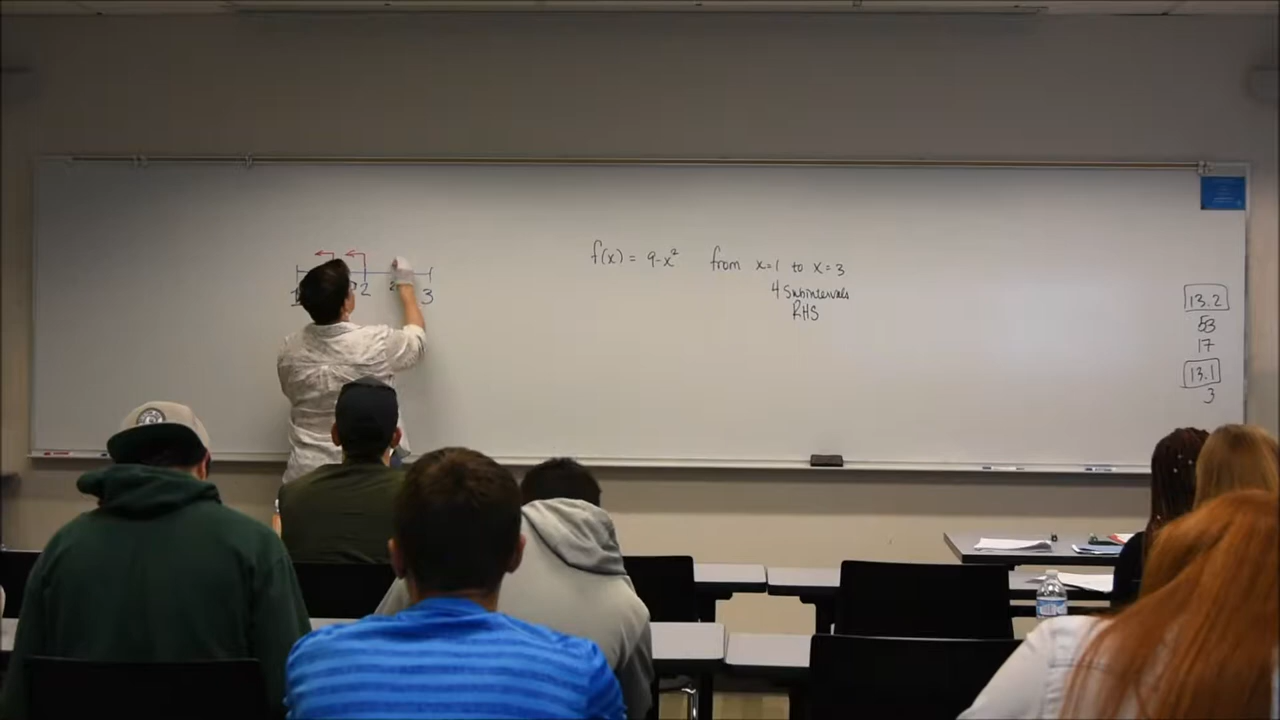 f(x) = 9-x² from x=1 to x=3
4 Subintervals
RHS
2
3
13.2
53
17
13.1
3